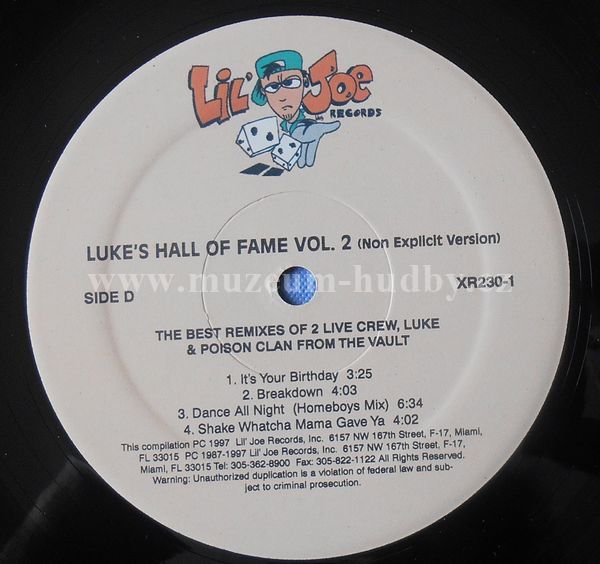 LIL' JOE
RECORDS
LUKE'S HALL OF FAME VOL. 2 (Non Explicit Version)
www.muzeum-hudby.cz
SIDE D
XR230-1
THE BEST REMIXES OF 2 LIVE CREW, LUKE
& POISON CLAN FROM THE VAULT
1. It's Your Birthday 3:25
2. Breakdown 4:03
3. Dance All Night (Homeboys Mix) 6:34
4. Shake Whatcha Mama Gave Ya 4:02
This compilation PC 1997 Lil' Joe Records, Inc. 6157 NW 167th Street, F-17, Miami,
FL 33015 PC 1987-1997 Lil' Joe Records, Inc. 6157 NW 167th Street, F-17,
Miami, FL 33015 Tel: 305-362-8900 Fax: 305-822-1122 All Rights Reserved.
Warning: Unauthorized duplication is a violation of federal law and sub-
ject to criminal prosecution.